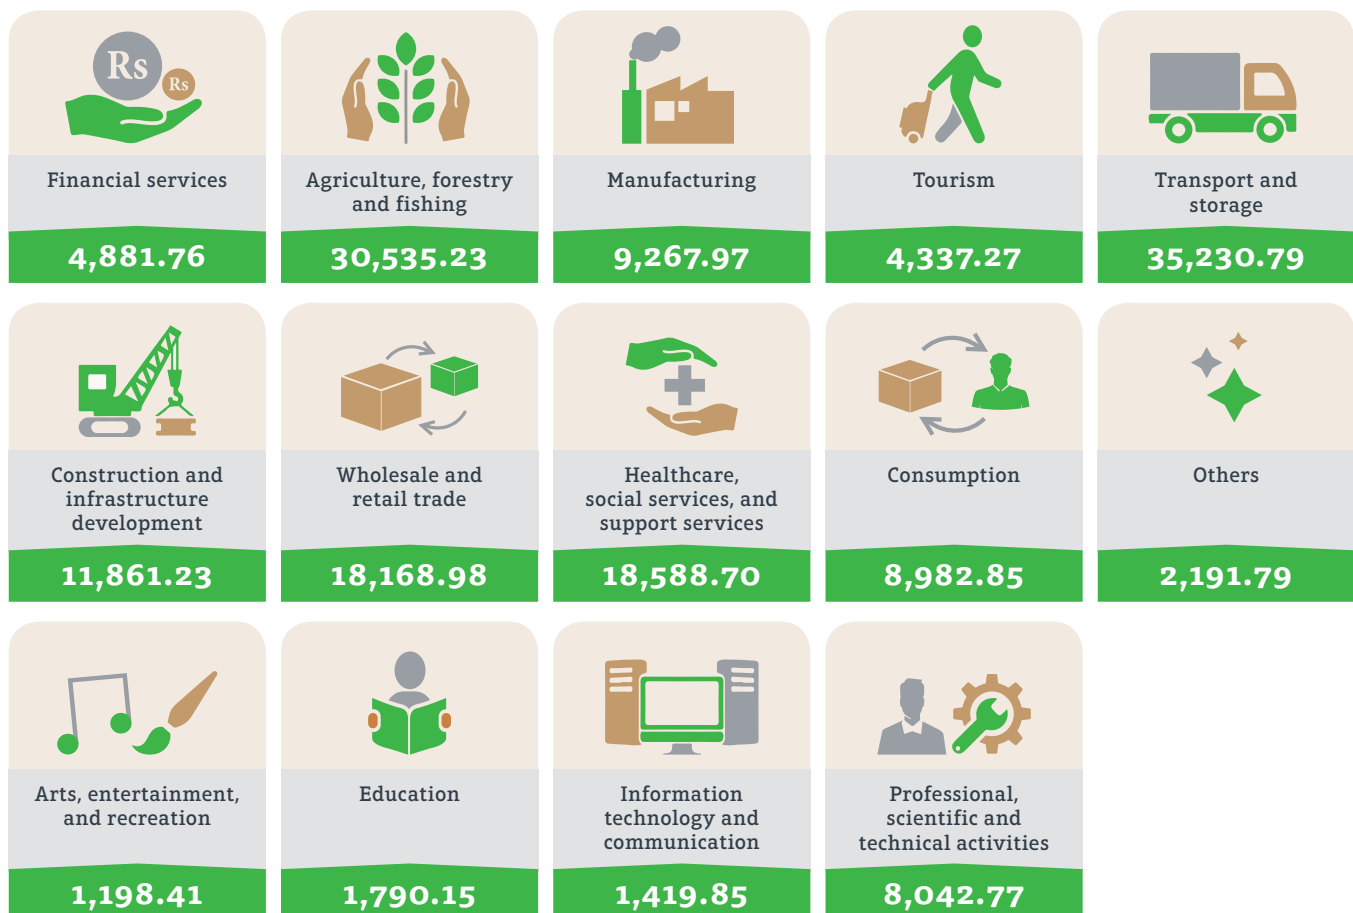 Rs
Rs
Financial services
4,881.76
Agriculture, forestry
and fishing
30,535.23
Manufacturing
9,267.97
Tourism
4,337.27
Transport and
storage
35,230.79
Construction and
infrastructure
development
11,861.23
Wholesale and
retail trade
18,168.98
Healthcare,
social services, and
support services
18,588.70
Consumption
8,982.85
Others
2,191.79
Arts, entertainment,
and recreation
1,198.41
Education
1,790.15
Information
technology and
communication
1,419.85
Professional,
scientific and
technical activities
8,042.77